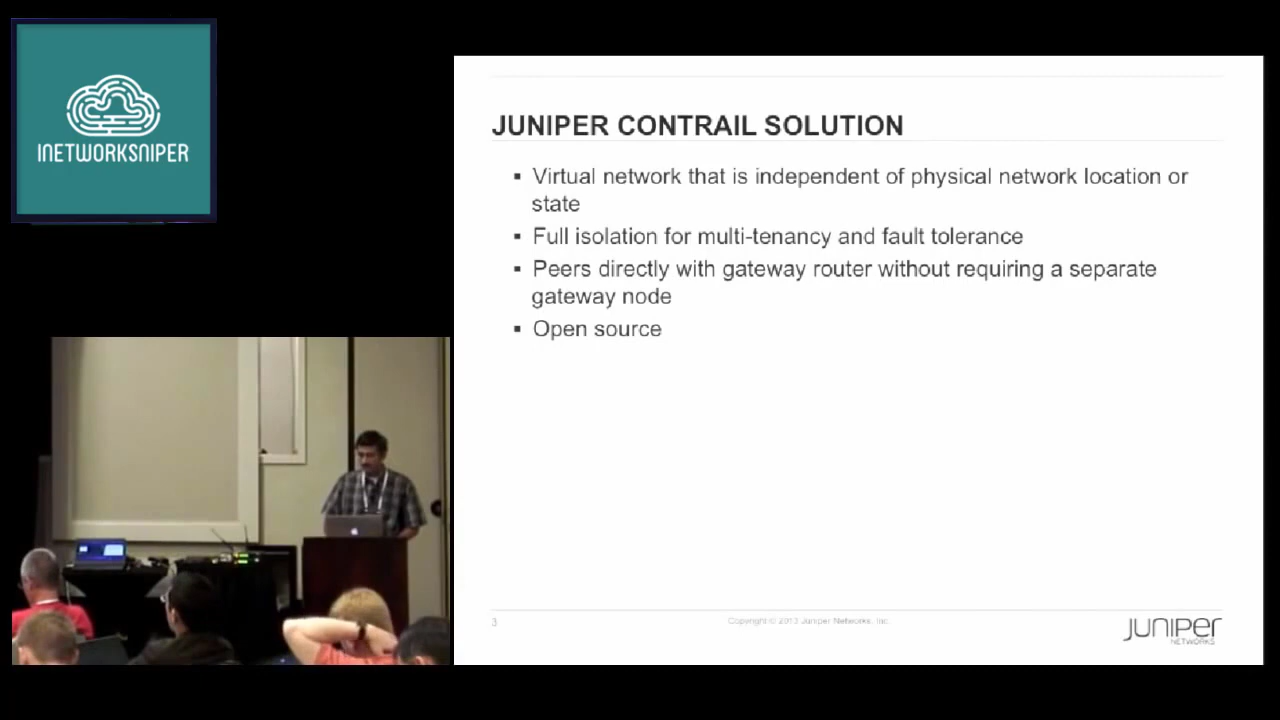 INETWORKSNIPER
JUNIPER CONTRAIL SOLUTION
▪ Virtual network that is independent of physical network location or
state
▪ Full isolation for multi-tenancy and fault tolerance
▪ Peers directly with gateway router without requiring a separate
gateway node
▪ Open source
3
Copyright © 2013 Juniper Networks, Inc.
JUNIPER
NETWORKS